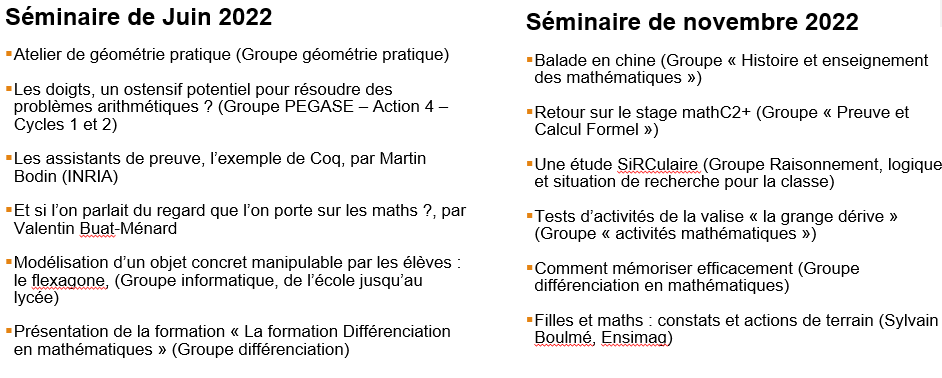 Séminaire de Juin 2022
▪Atelier de géométrie pratique (Groupe géométrie pratique)
▪Les doigts, un ostensif potentiel pour résoudre des
problèmes arithmétiques ? (Groupe PEGASE – Action 4 –
Cycles 1 et 2)
▪Les assistants de preuve, l’exemple de Coq, par Martin
Bodin (INRIA)
▪Et si l’on parlait du regard que l’on porte sur les maths ?, par
Valentin Buat-Ménard
▪Modélisation d’un objet concret manipulable par les élèves :
le flexagone, (Groupe informatique, de l’école jusqu’au
lycée)
▪Présentation de la formation « La formation Différenciation
en mathématiques » (Groupe différenciation)
Séminaire de novembre 2022
▪Balade en chine (Groupe « Histoire et enseignement
des mathématiques »)
▪Retour sur le stage mathC2+ (Groupe « Preuve et
Calcul Formel »)
▪Une étude SiRCulaire (Groupe Raisonnement, logique
et situation de recherche pour la classe)
▪Tests d’activités de la valise « la grange dérive »
(Groupe « activités mathématiques »)
▪Comment mémoriser efficacement (Groupe
différenciation en mathématiques)
▪Filles et maths : constats et actions de terrain (Sylvain
Boulmé, Ensimag)